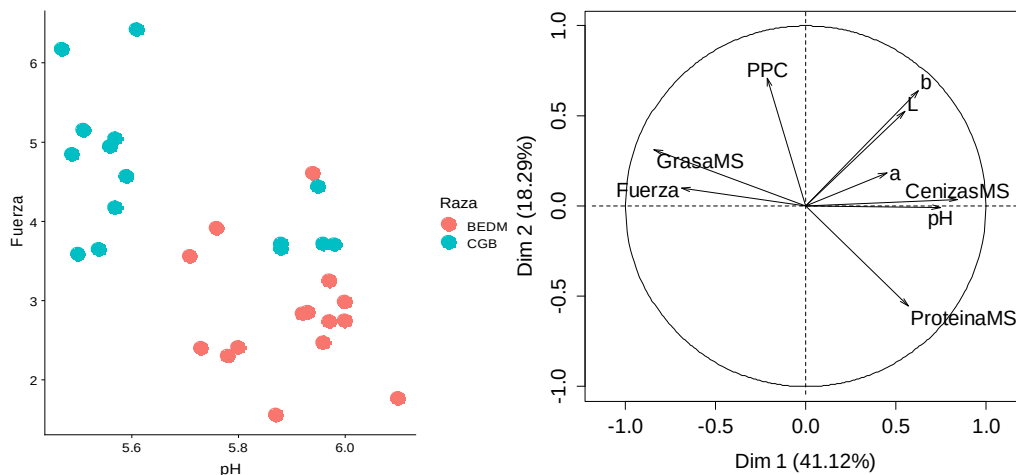 6
5
4
3
2
Fuerza
5.6
5.8
6.0
pH
Raza
BEDM
CGB
1.0
0.5
0.0
-0.5
-1.0
Dim 2 (18.29%)
PPC
b
L
GrasaMS
a
Fuerza
CenizasMS
pH
ProteinaMS
-1.0
-0.5
0.0
0.5
1.0
Dim 1 (41.12%)